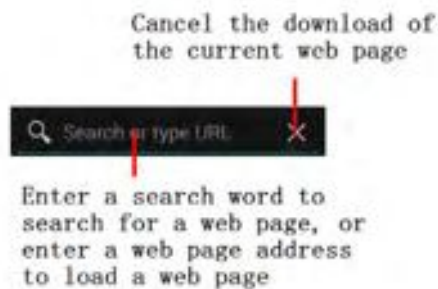 Cancel the download of
the current web page
Search or type URL
Enter a search word to
search for a web page, or
enter a web page address
to load a web page